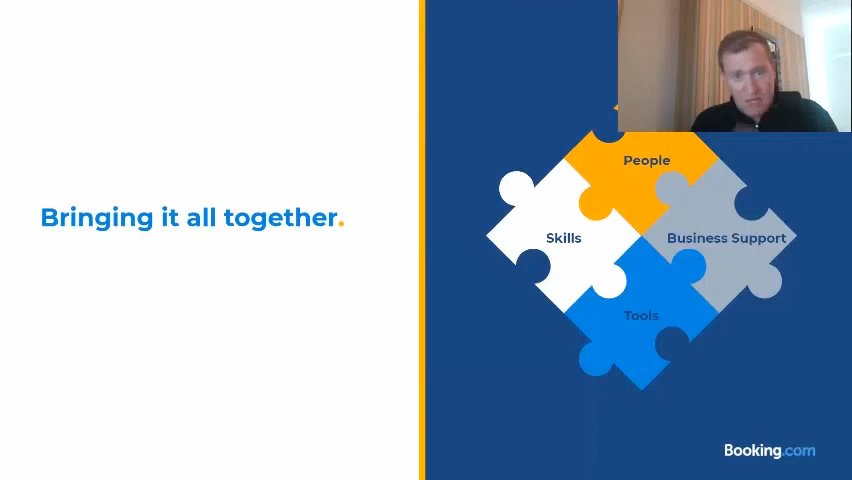 Bringing it all together.
People
Skills
Business Support
Tools
Booking.com